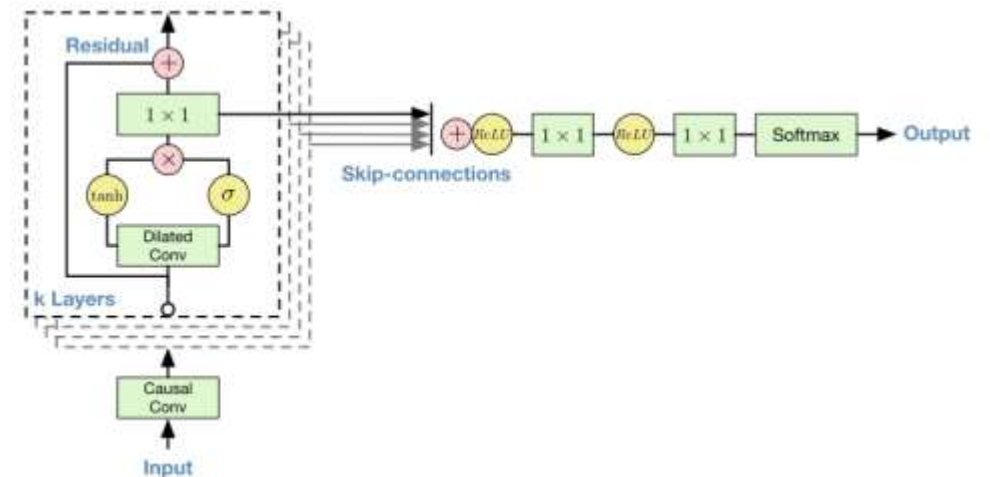 Residual
+
1 × 1
×
tanh
σ
Dilated
Conv
k Layers
Causal
Conv
Input
Skip-connections
+
ReLU
1 × 1
ReLU
1 × 1
Softmax
Output